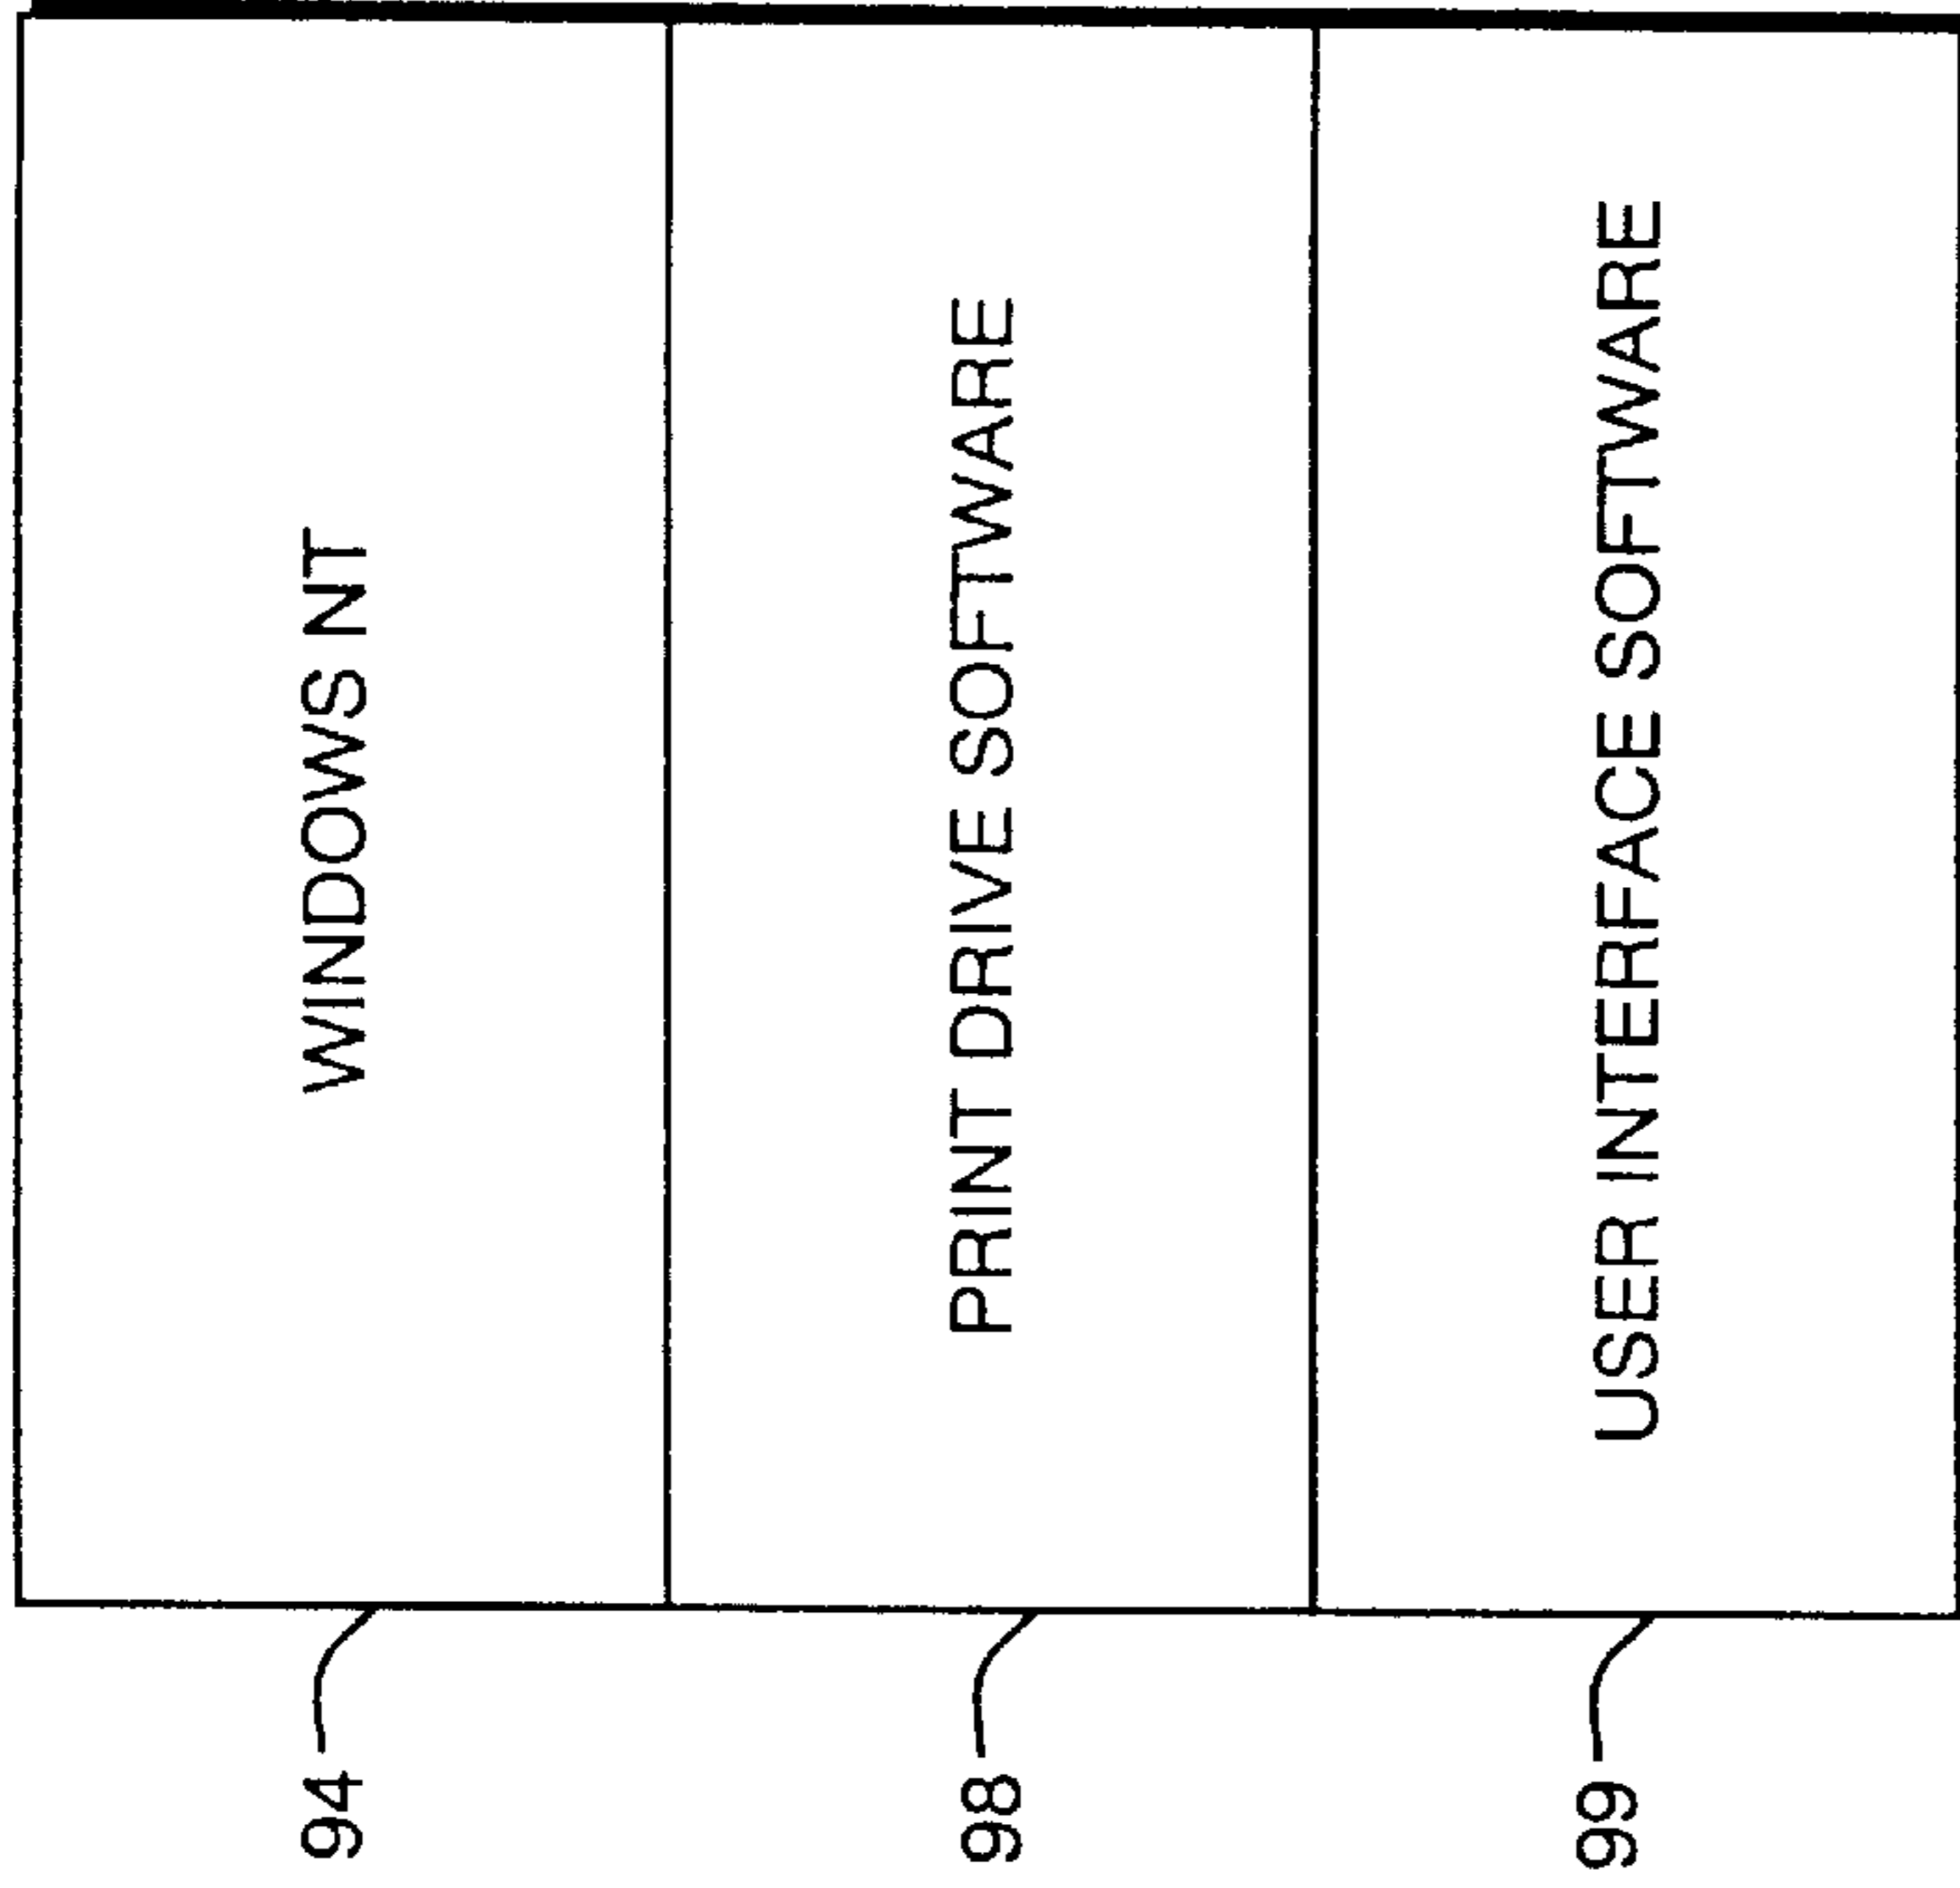 94
WINDOWS NT
98
PRINT DRIVE SOFTWARE
99
USER INTERFACE SOFTWARE